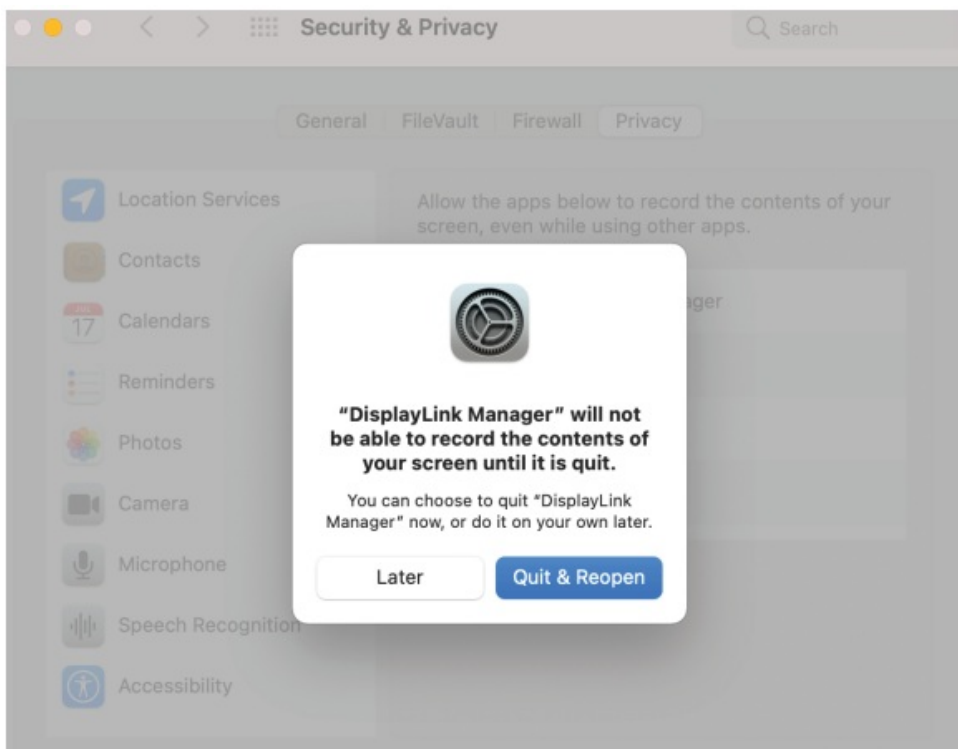 Security & Privacy
Search
General FileVault Firewall Privacy
Location Services
Contacts
JUL
17
Calendars
Reminders
Photos
Camera
Microphone
Speech Recognition
Accessibility
Allow the apps below to record the contents of your
screen, even while using other apps.
ager
“DisplayLink Manager” will not
be able to record the contents of
your screen until it is quit.
You can choose to quit “DisplayLink
Manager” now, or do it on your own later.
Later
Quit & Reopen